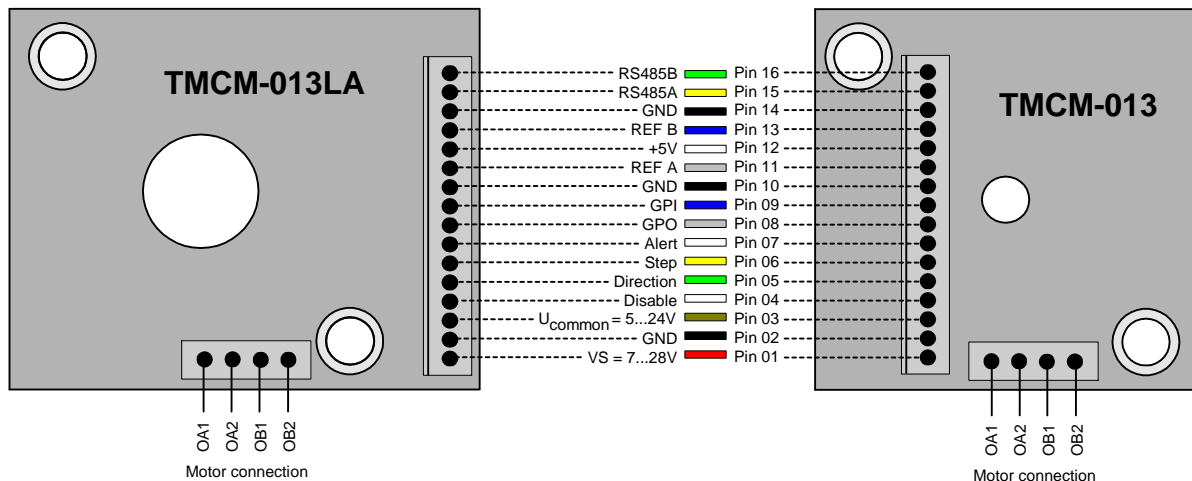 TMCM-013LA
TMCM-013
RS485B Pin 16
RS485A Pin 15
GND Pin 14
REF B Pin 13
+5V Pin 12
REF A Pin 11
GND Pin 10
GPI Pin 09
GPO Pin 08
Alert Pin 07
Step Pin 06
Direction Pin 05
Disable Pin 04
Ucommon = 5...24V Pin 03
GND Pin 02
VS = 7...28V Pin 01
OA1
OA2
OB1
OB2
Motor connection
OA1
OA2
OB1
OB2
Motor connection